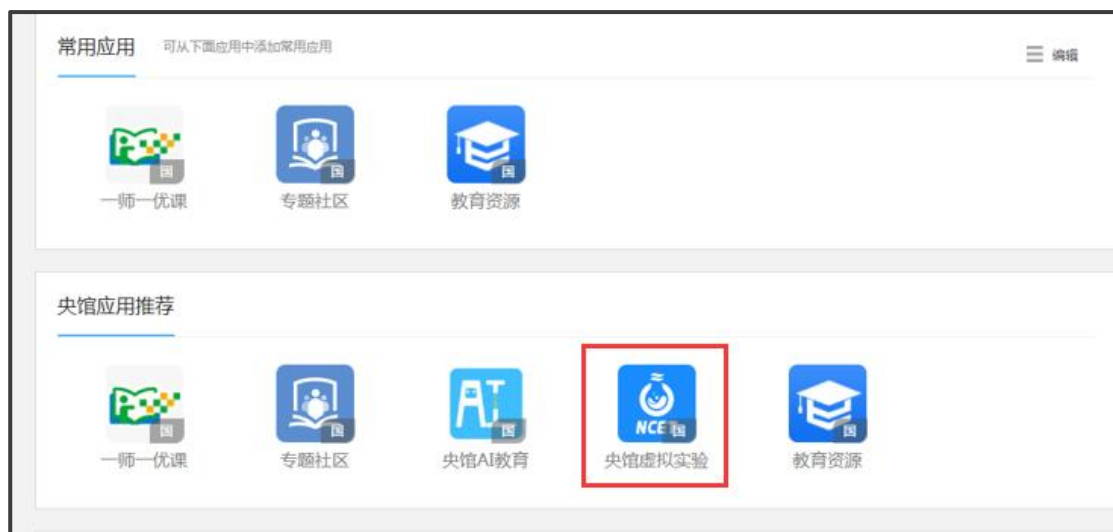 常用应用 可从下面应用中添加常用应用 编辑
国 国 国
一师一优课 专题社区 教育资源
央馆应用推荐
AI NCET
国 国 国 国 国
一师一优课 专题社区 央馆AI教育 央馆虚拟实验 教育资源